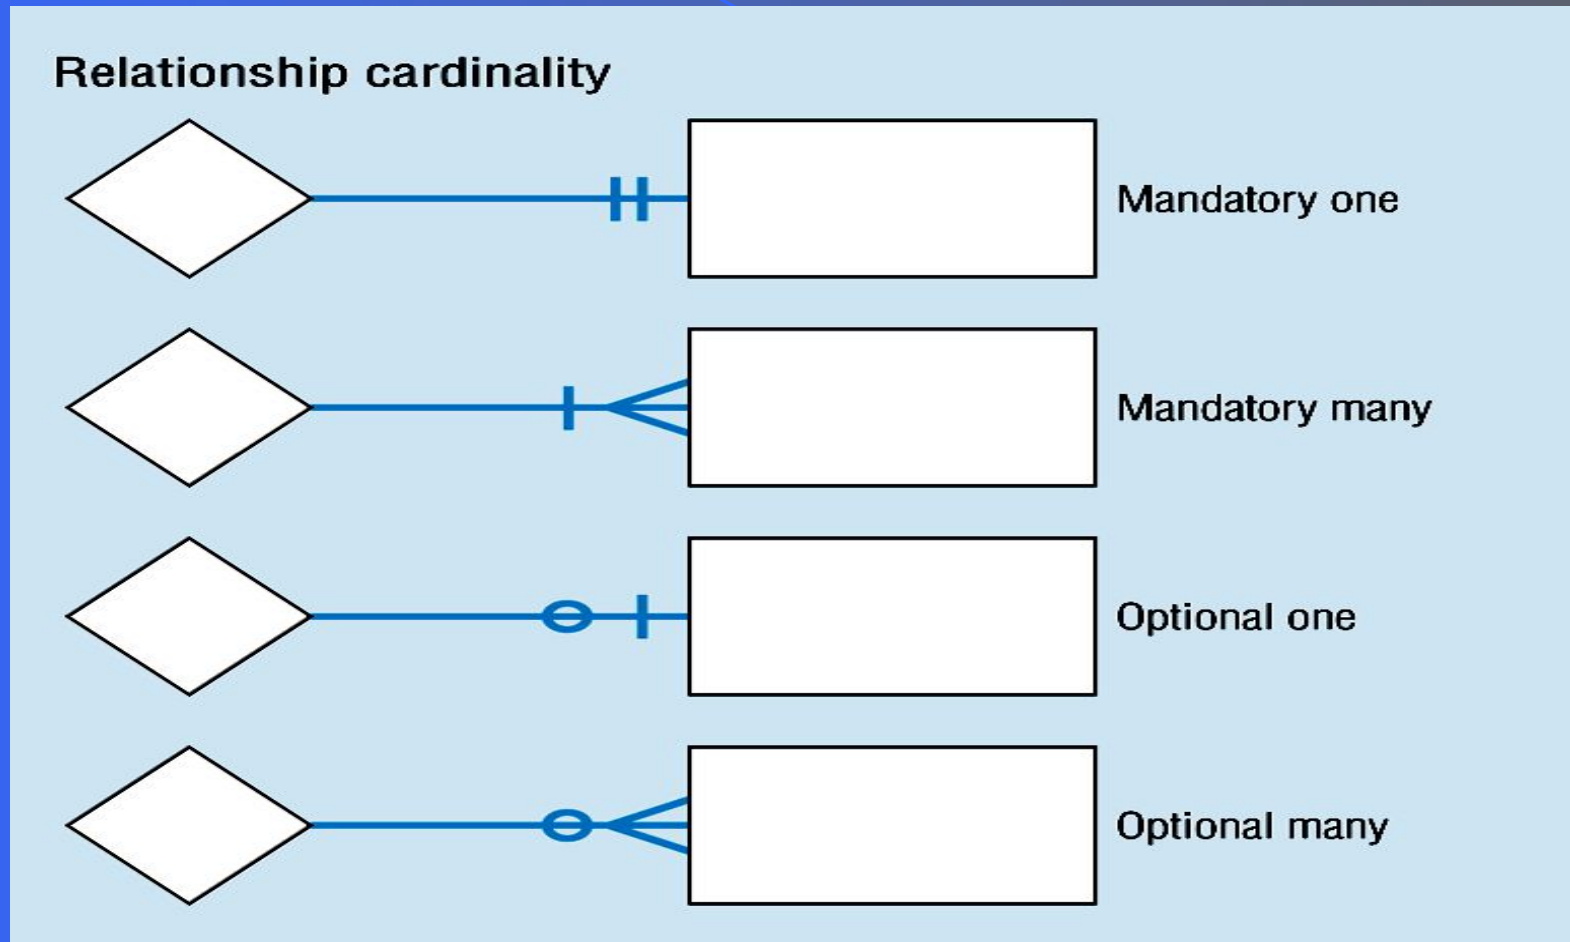 Relationship cardinality
Mandatory one
Mandatory many
Optional one
Optional many